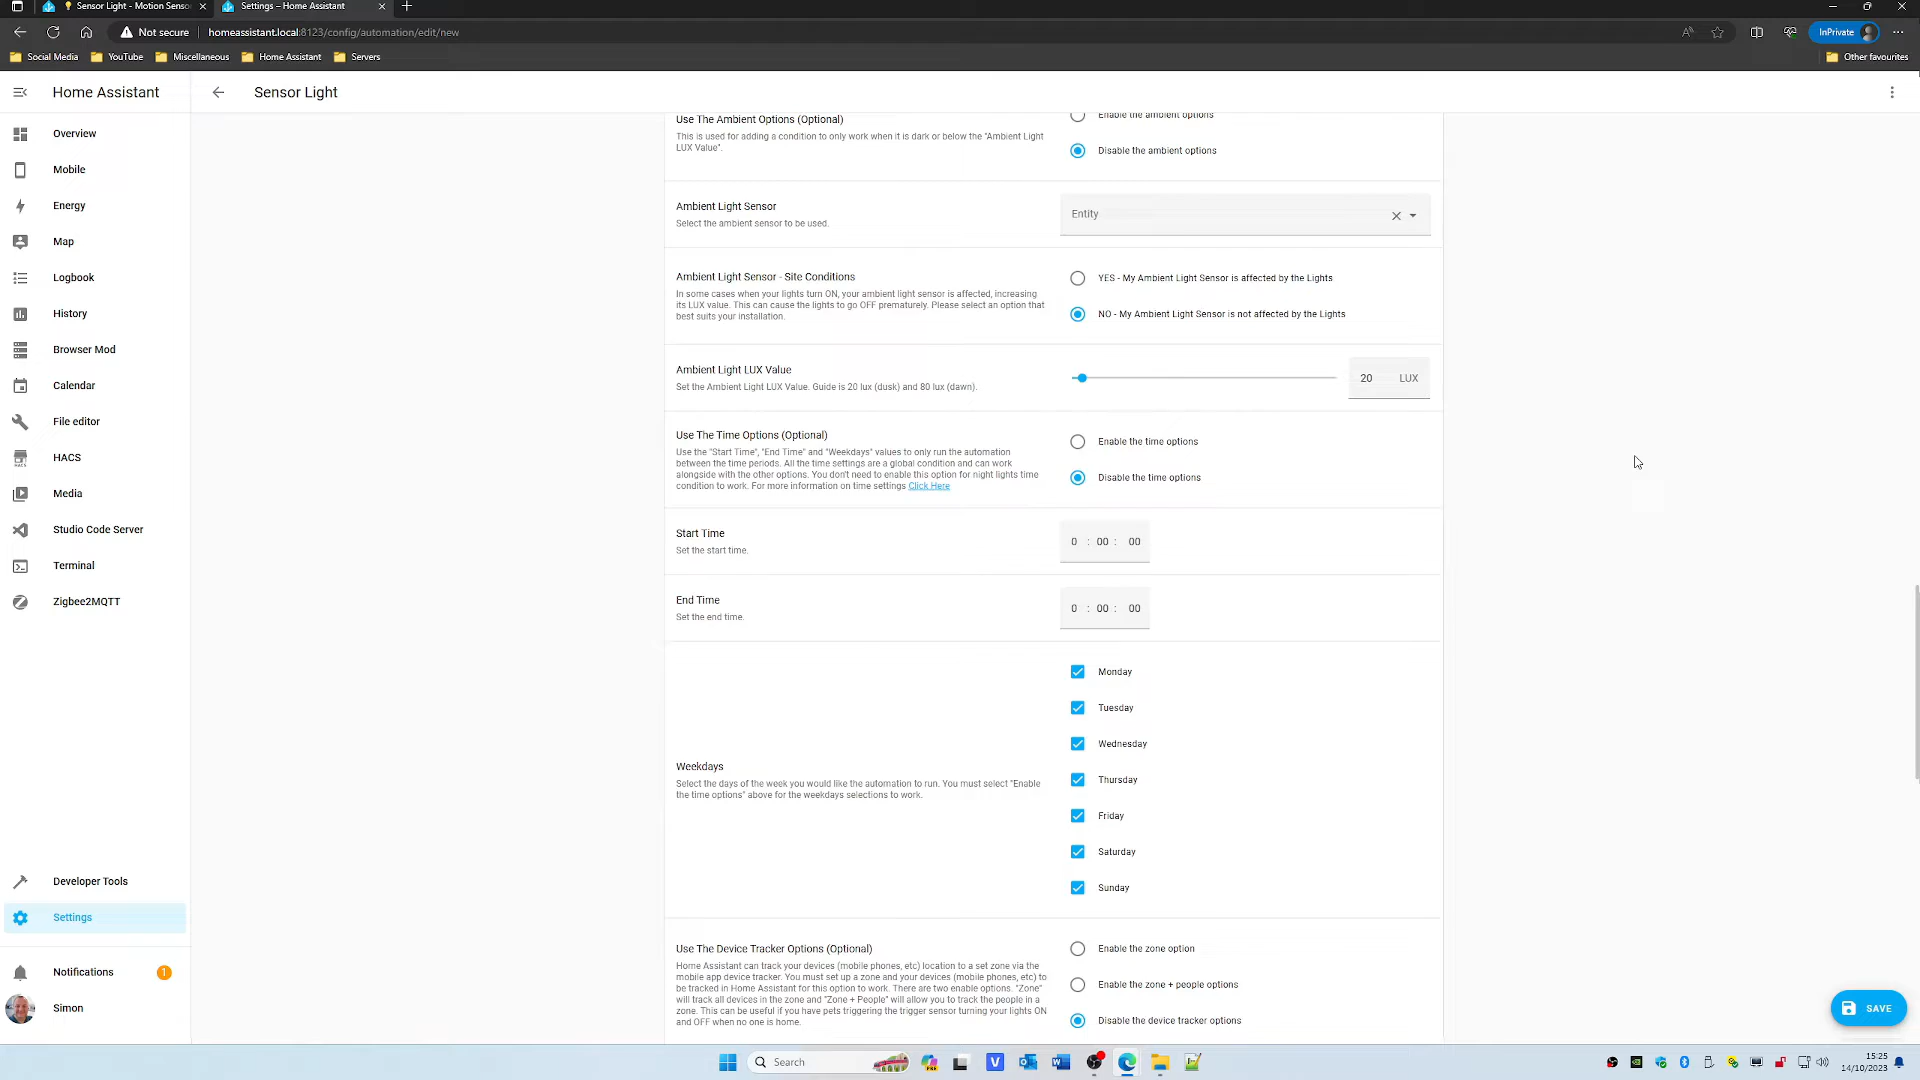 Sensor Light - Motion Senso
Settings – Home Assistant
Not secure
homeassistant.local:8123/config/automation/edit/new
InPrivate
Social Media
YouTube
Miscellaneous
Home Assistant
Servers
Other favourites
Home Assistant
Sensor Light
Overview
Mobile
Energy
Map
Logbook
History
Browser Mod
Calendar
File editor
HACS
Media
Studio Code Server
Terminal
Zigbee2MQTT
Developer Tools
Settings
Notifications
1
Simon
Use The Ambient Options (Optional)
This is used for adding a condition to only work when it is dark or below the "Ambient Light
LUX Value".
Enable the ambient options
Disable the ambient options
Ambient Light Sensor
Select the ambient sensor to be used.
Entity
Ambient Light Sensor - Site Conditions
In some cases when your lights turn ON, your ambient light sensor is affected, increasing
its LUX value. This can cause the lights to go OFF prematurely. Please select an option that
best suits your installation.
YES - My Ambient Light Sensor is affected by the Lights
NO - My Ambient Light Sensor is not affected by the Lights
Ambient Light LUX Value
Set the Ambient Light LUX Value. Guide is 20 lux (dusk) and 80 lux (dawn).
20 LUX
Use The Time Options (Optional)
Use the "Start Time", "End Time" and "Weekdays" values to only run the automation
between the time periods. All the time settings are a global condition and can work
alongside with the other options. You don't need to enable this option for night lights time
condition to work. For more information on time settings Click Here
Enable the time options
Disable the time options
Start Time
Set the start time.
0 : 00 : 00
End Time
Set the end time.
0 : 00 : 00
Weekdays
Select the days of the week you would like the automation to run. You must select "Enable
the time options" above for the weekdays selections to work.
Monday
Tuesday
Wednesday
Thursday
Friday
Saturday
Sunday
Use The Device Tracker Options (Optional)
Home Assistant can track your devices (mobile phones, etc) location to a set zone via the
mobile app device tracker. You must set up a zone and your devices (mobile phones, etc) to
be tracked in Home Assistant for this option to work. There are two enable options. "Zone"
will track all devices in the zone and "Zone + People" will allow you to track the people in a
zone. This can be useful if you have pets triggering the trigger sensor turning your lights ON
and OFF when no one is home.
Enable the zone option
Enable the zone + people options
Disable the device tracker options
SAVE
Search
15:25
14/10/2023